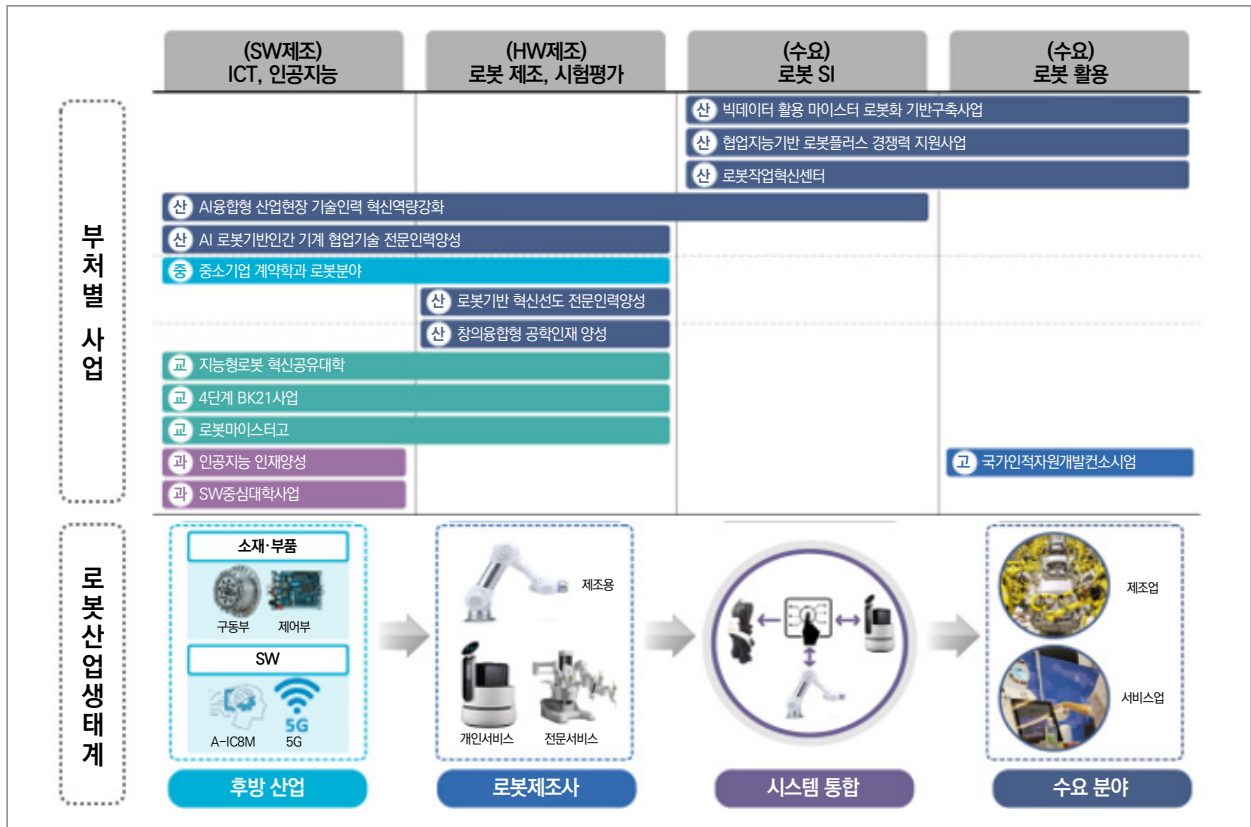 (SW제조)
ICT, 인공지능
(HW제조)
로봇 제조, 시험평가
(수요)
로봇 SI
(수요)
로봇 활용
부처별 사업
산 빅데이터 활용 마이스터 로봇화 기반구축사업
산 협업지능기반 로봇플러스 경쟁력 지원사업
산 로봇작업혁신센터
산 AI융합형 산업현장 기술인력 혁신역량강화
산 AI 로봇기반인간 기계 협업기술 전문인력양성
중 중소기업 계약학과 로봇분야
산 로봇기반 혁신선도 전문인력양성
산 창의융합형 공학인재 양성
교 지능형로봇 혁신공유대학
교 4단계 BK21사업
교 로봇마이스터고
과 인공지능 인재양성
고 국가인적자원개발컨소시엄
과 SW중심대학사업
로봇산업생태계
소재·부품
구동부 제어부
SW
5G
A-IC8M 5G
후방 산업
제조용
개인서비스 전문서비스
로봇제조사
시스템 통합
제조업
서비스업
수요 분야